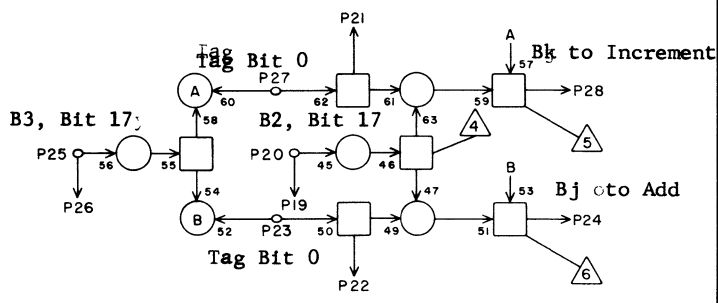 P21
Tag Bit 0
P27
A
Bk to Increment
57
A
60
62
61
59
P28
58
63
B3, Bit 17
B2, Bit 17
4
5
P25
56
55
P20
45
46
P26
54
P19
47
B
53
Bj to Add
B
52
P23
50
49
51
P24
Tag Bit 0
P22
6